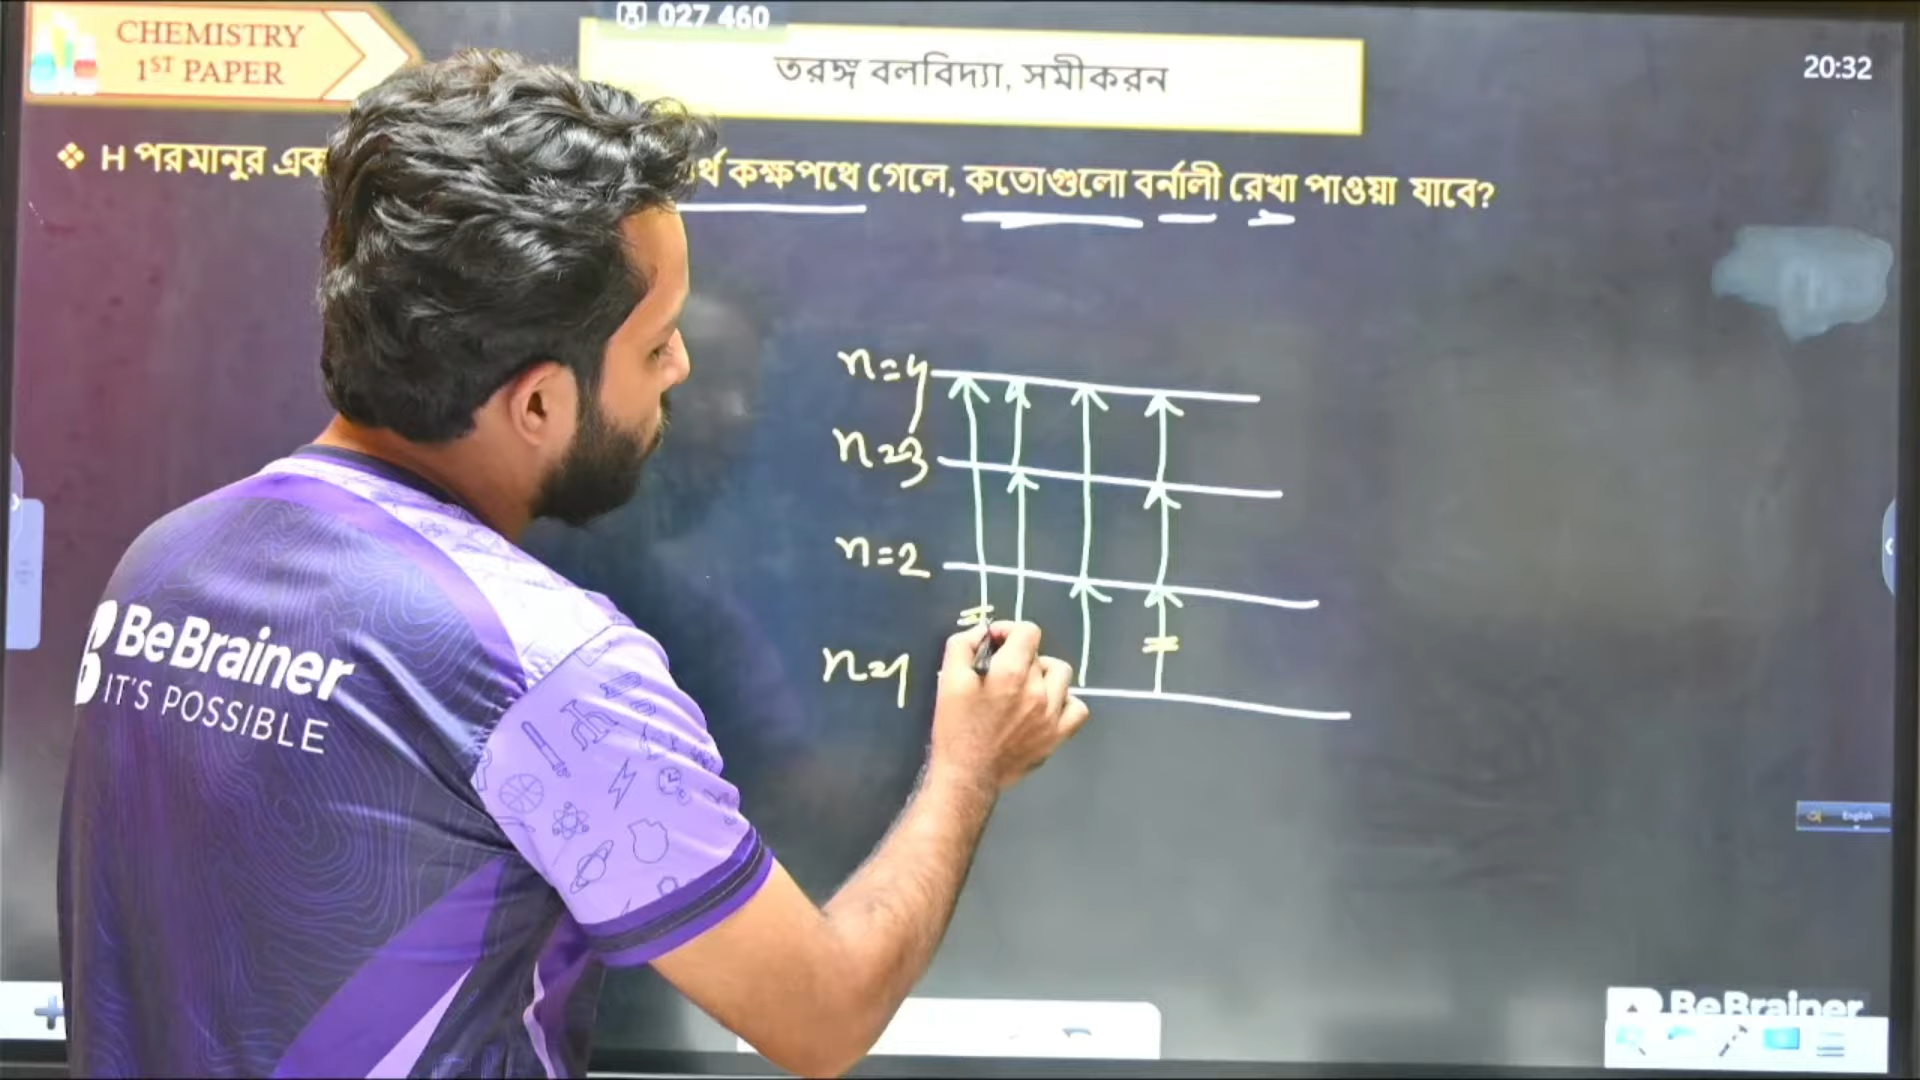 027 460
CHEMISTRY
1ST PAPER
তরঙ্গ বলবিদ্যা, সমীকরন
20:32
❖ H পরমানুর কক্ষপথে গেলে, কতোগুলো বর্নালী রেখা পাওয়া যাবে?
n=4
n=3
n=2
n=1
BeBrainer
IT'S POSSIBLE
English
BeBrainer